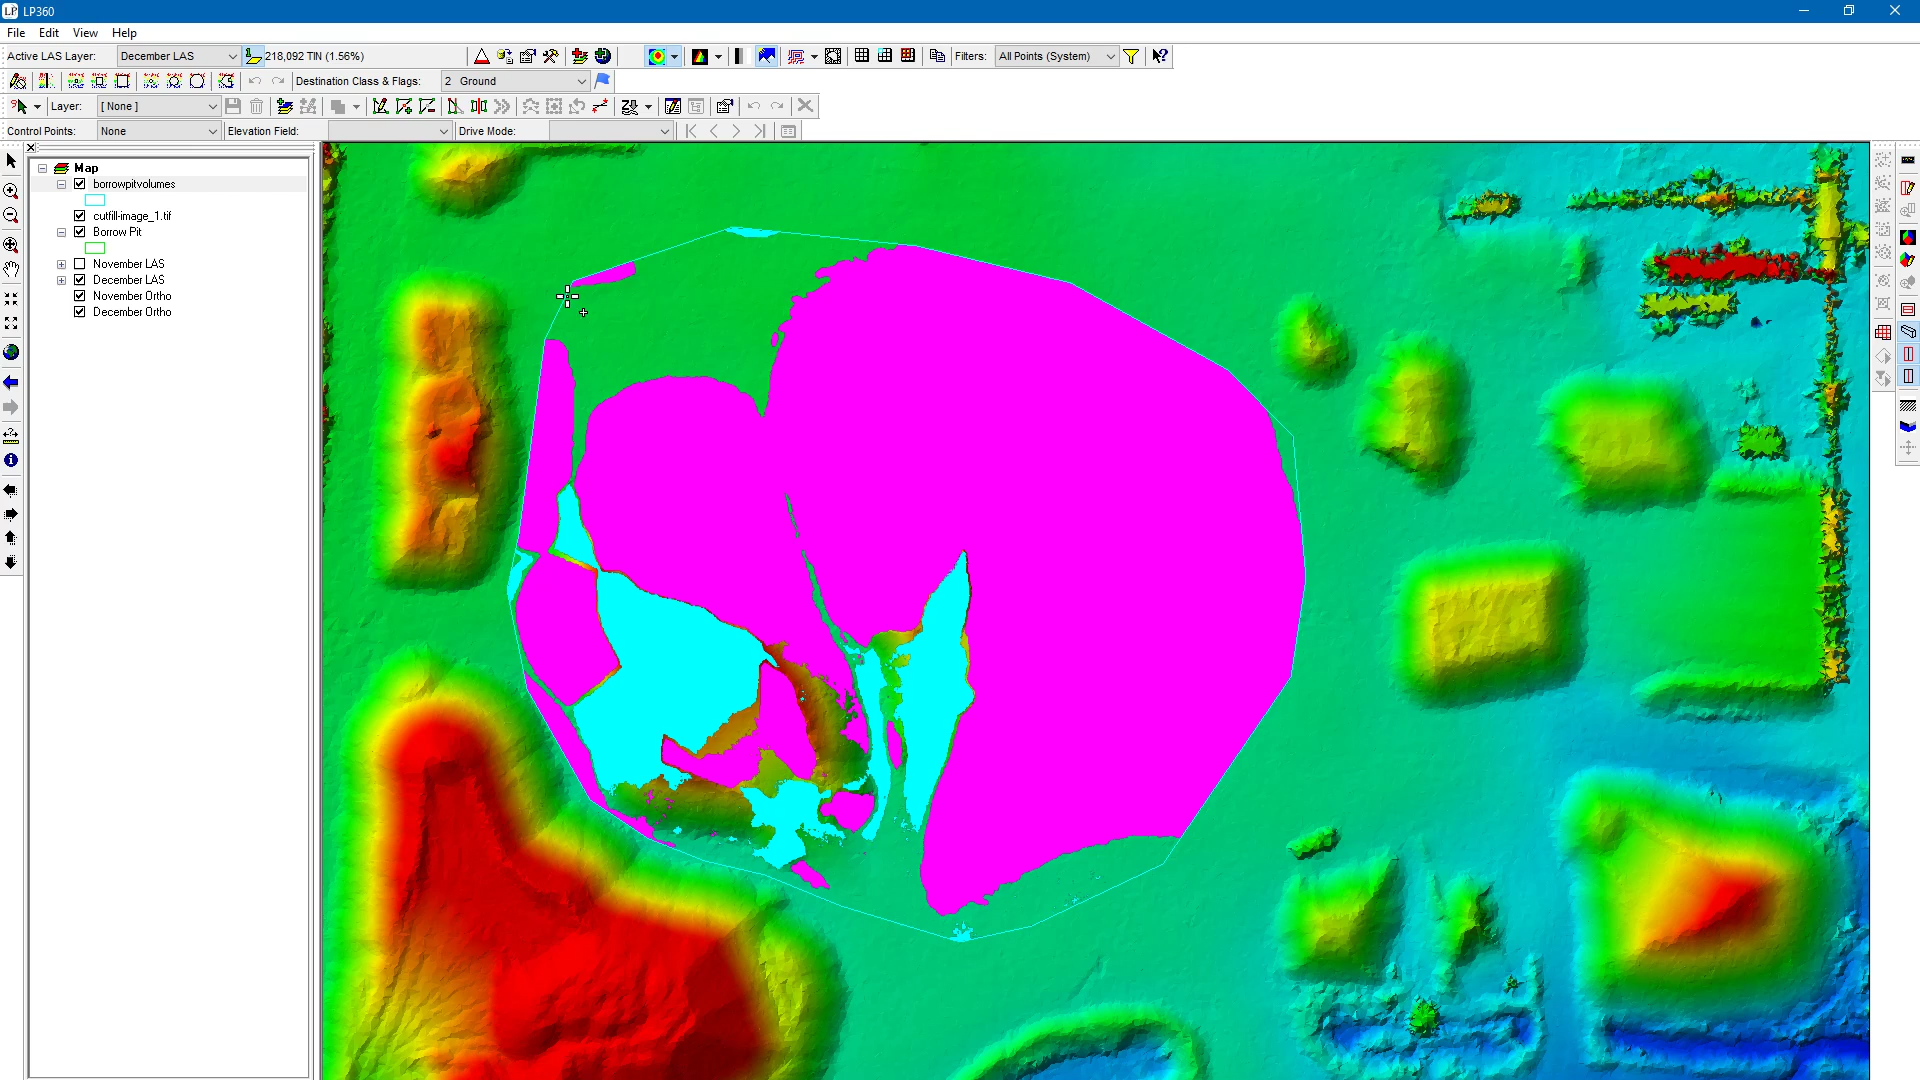 LP LP360
File Edit View Help
Active LAS Layer: December LAS 218,092 TIN (1.56%) Filters: All Points (System)
Destination Class & Flags: 2 Ground
Layer: [ None ]
Control Points: None Elevation Field: Drive Mode:
Map
borrowpitvolumes
cutfill-image_1.tif
Borrow Pit
November LAS
December LAS
November Ortho
December Ortho